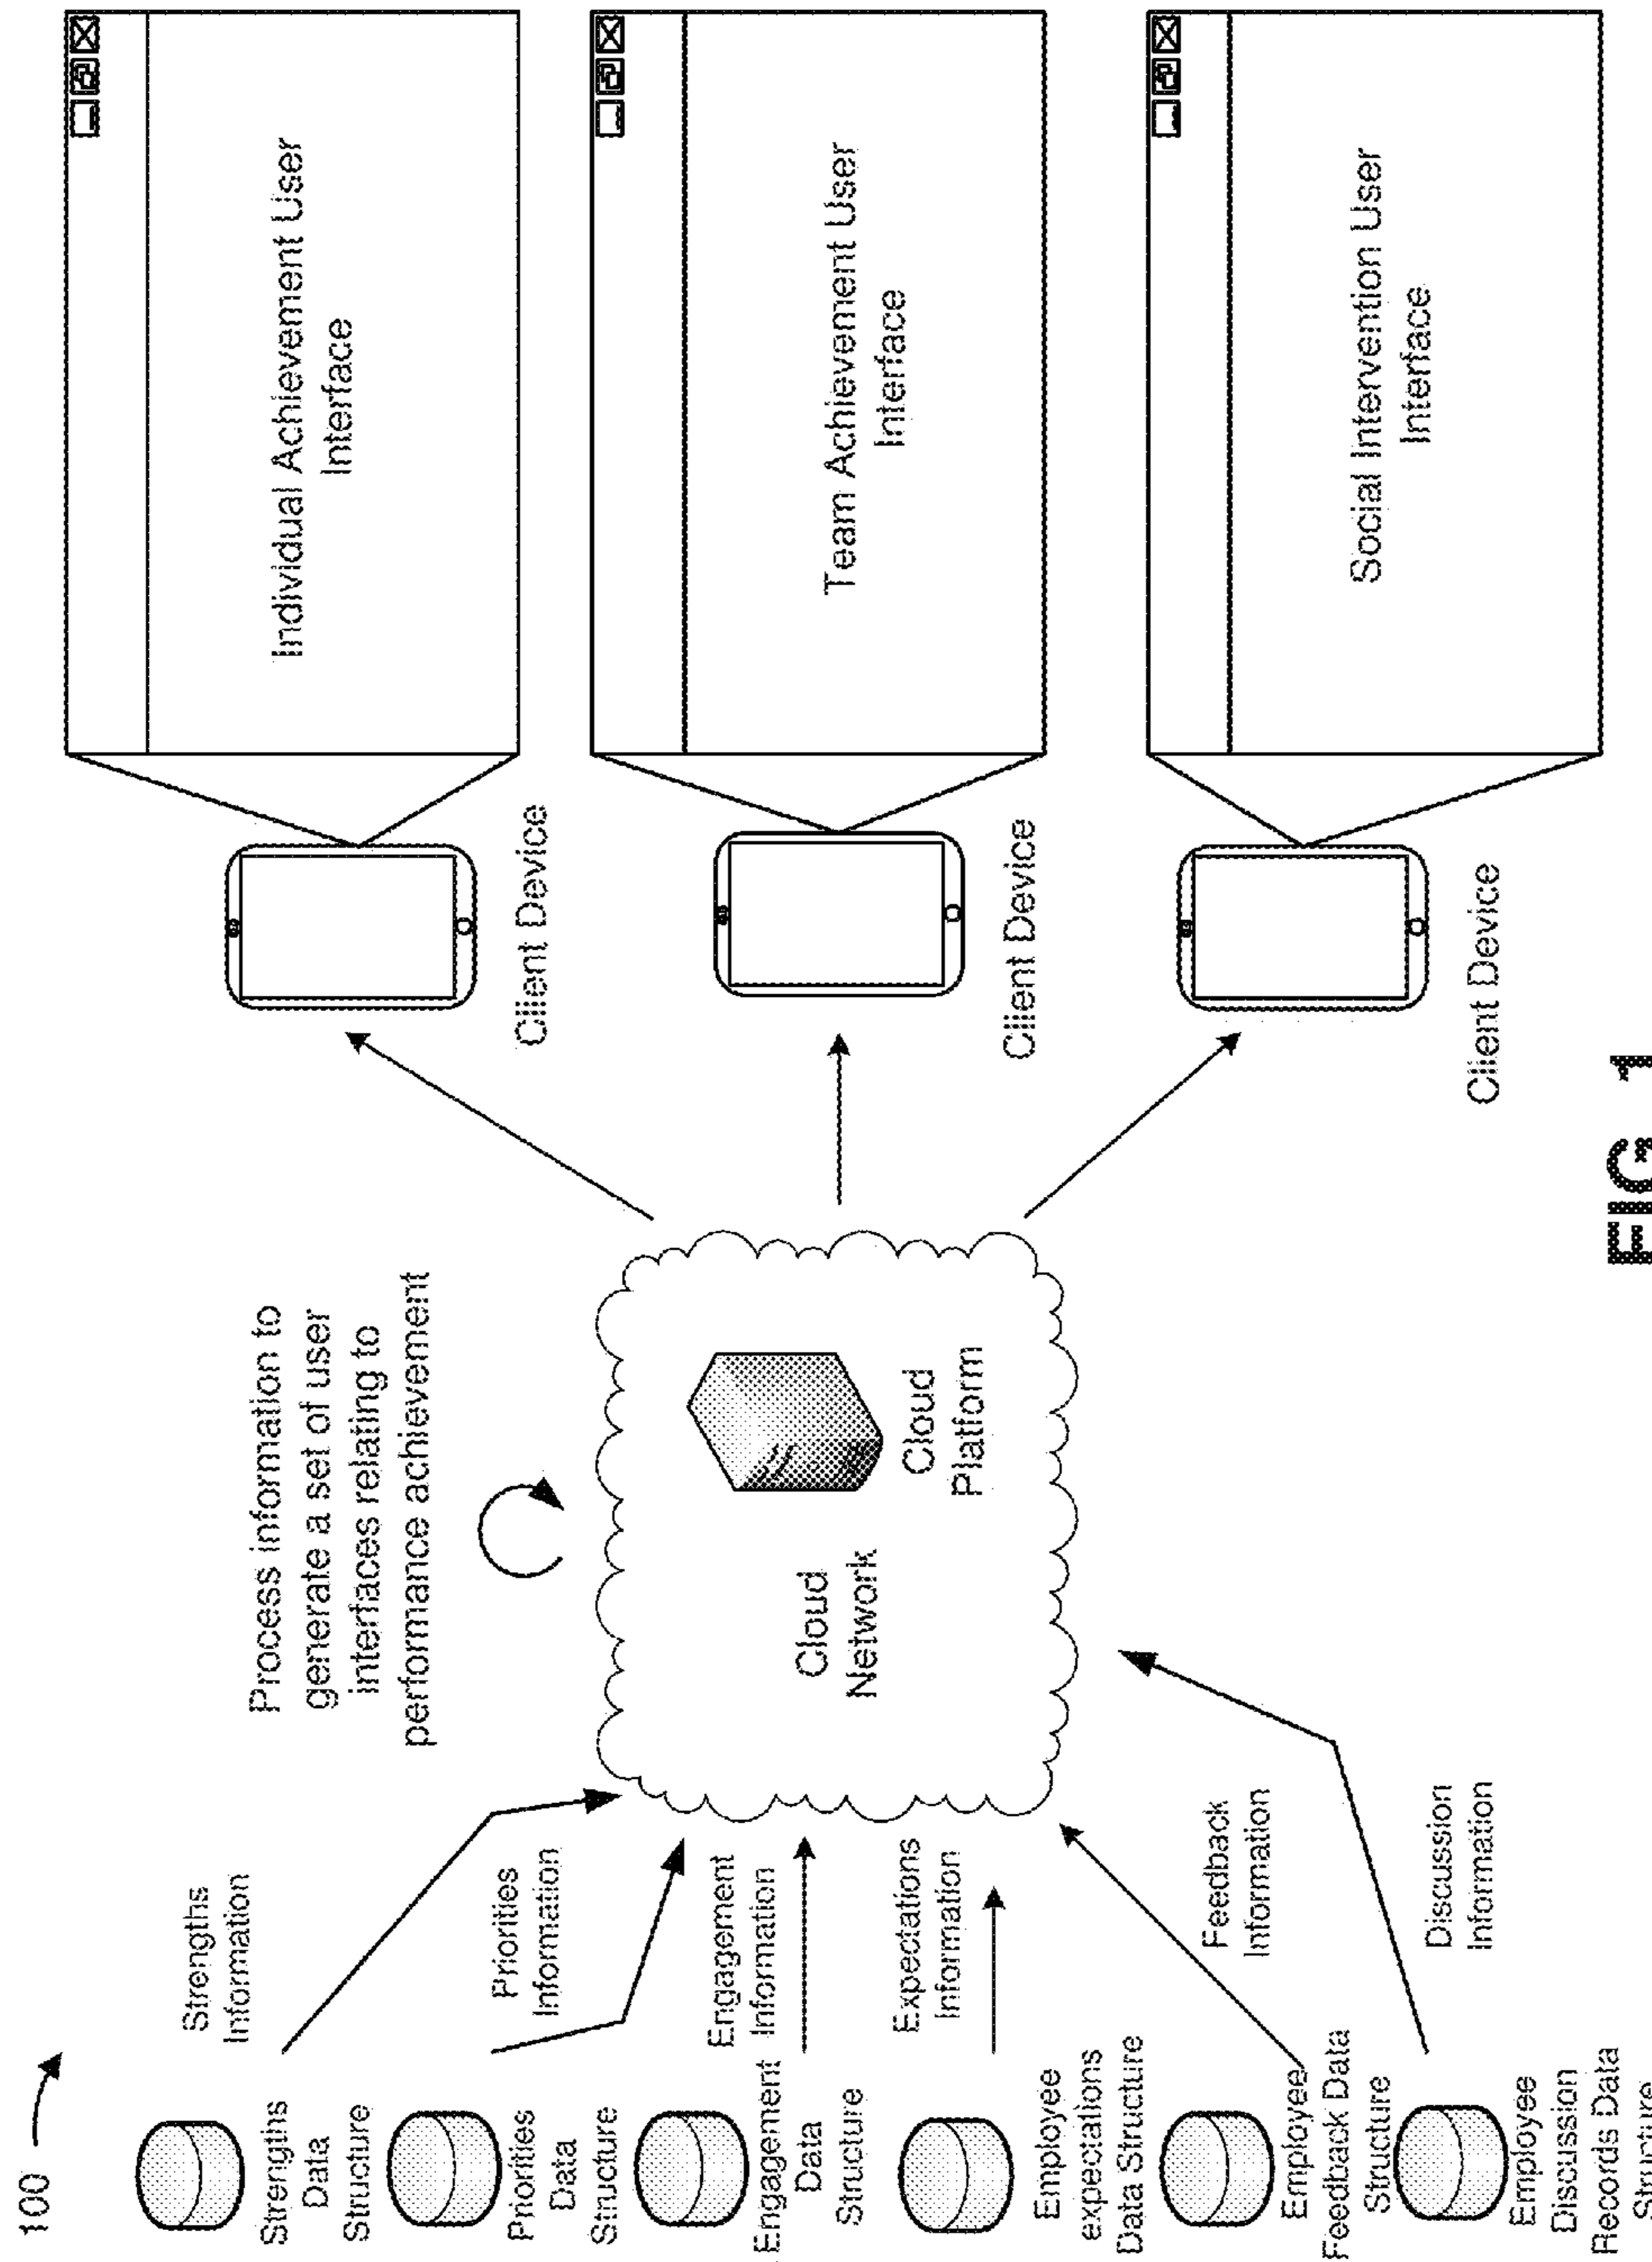 100
Strengths
Data
Structure
Priorities
Data
Structure
Engagement
Data
Structure
Employee
expectations
Data Structure
Employee
Feedback Data
Structure
Employee
Discussion
Records Data
Structure
Strengths
Information
Priorities
Information
Engagement
Information
Expectations
Information
Feedback
Information
Discussion
Information
Process information to
generate a set of user
interfaces relating to
performance achievement
Cloud
Network
Cloud
Platform
Client Device
Client Device
Client Device
Individual Achievement User
Interface
Team Achievement User
Interface
Social Intervention User
Interface
FIG. 1